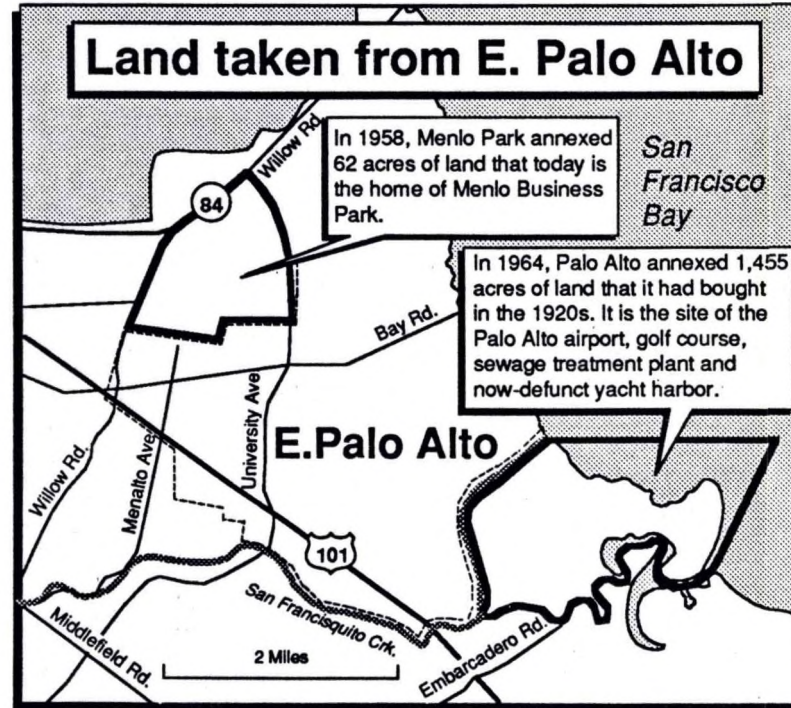 Land taken from E. Palo Alto
In 1958, Menlo Park annexed
62 acres of land that today is
the home of Menlo Business
Park.
San
Francisco
Bay
Willow Rd.
84
In 1964, Palo Alto annexed 1,455
acres of land that it had bought
in the 1920s. It is the site of the
Palo Alto airport, golf course,
sewage treatment plant and
now-defunct yacht harbor.
Bay Rd.
University Ave.
E.Palo Alto
Willow Rd.
Menalto Ave.
101
San Francisquito Crk.
Middlefield Rd.
2 Miles
Embarcadero Rd.